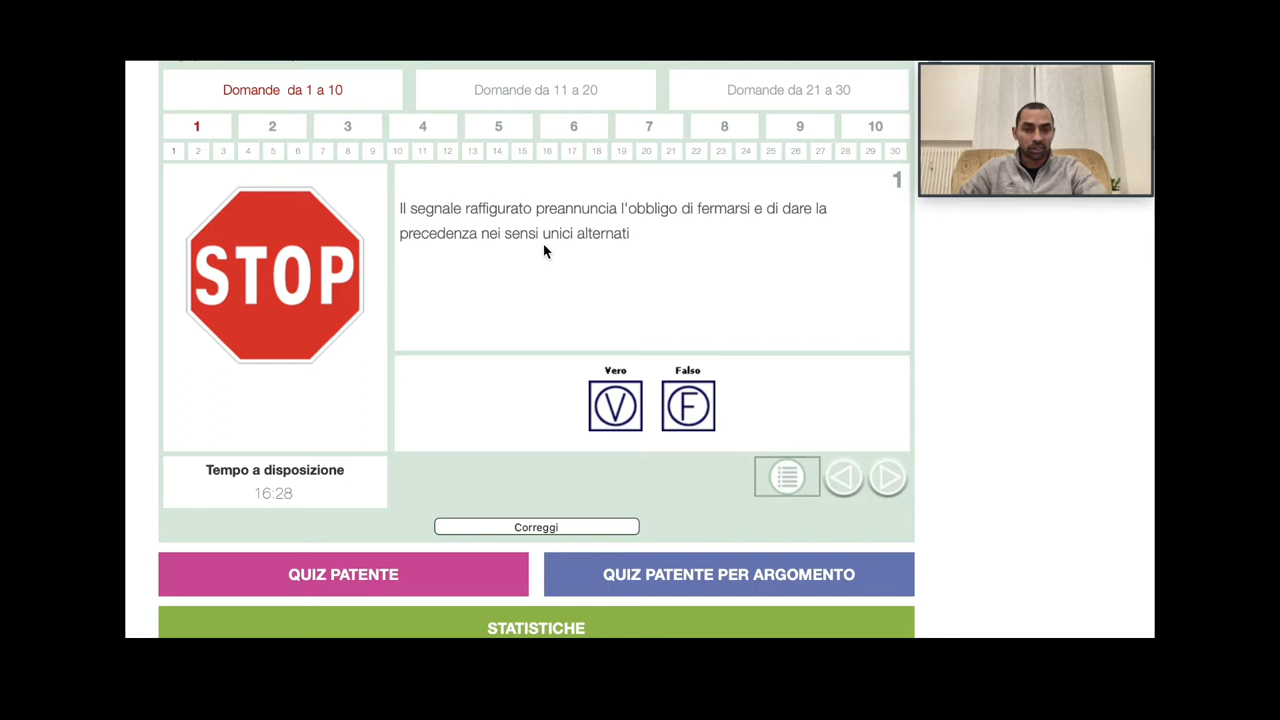 Domande da 1 a 10
Domande da 11 a 20
Domande da 21 a 30
1 2 3 4 5 6 7 8 9 10
1 2 3 4 5 6 7 8 9 10 11 12 13 14 15 16 17 18 19 20 21 22 23 24 25 26 27 28 29 30
1
Il segnale raffigurato preannuncia l'obbligo di fermarsi e di dare la
precedenza nei sensi unici alternati
STOP
Vero
Falso
V
F
Tempo a disposizione
16:28
Correggi
QUIZ PATENTE
QUIZ PATENTE PER ARGOMENTO
STATISTICHE